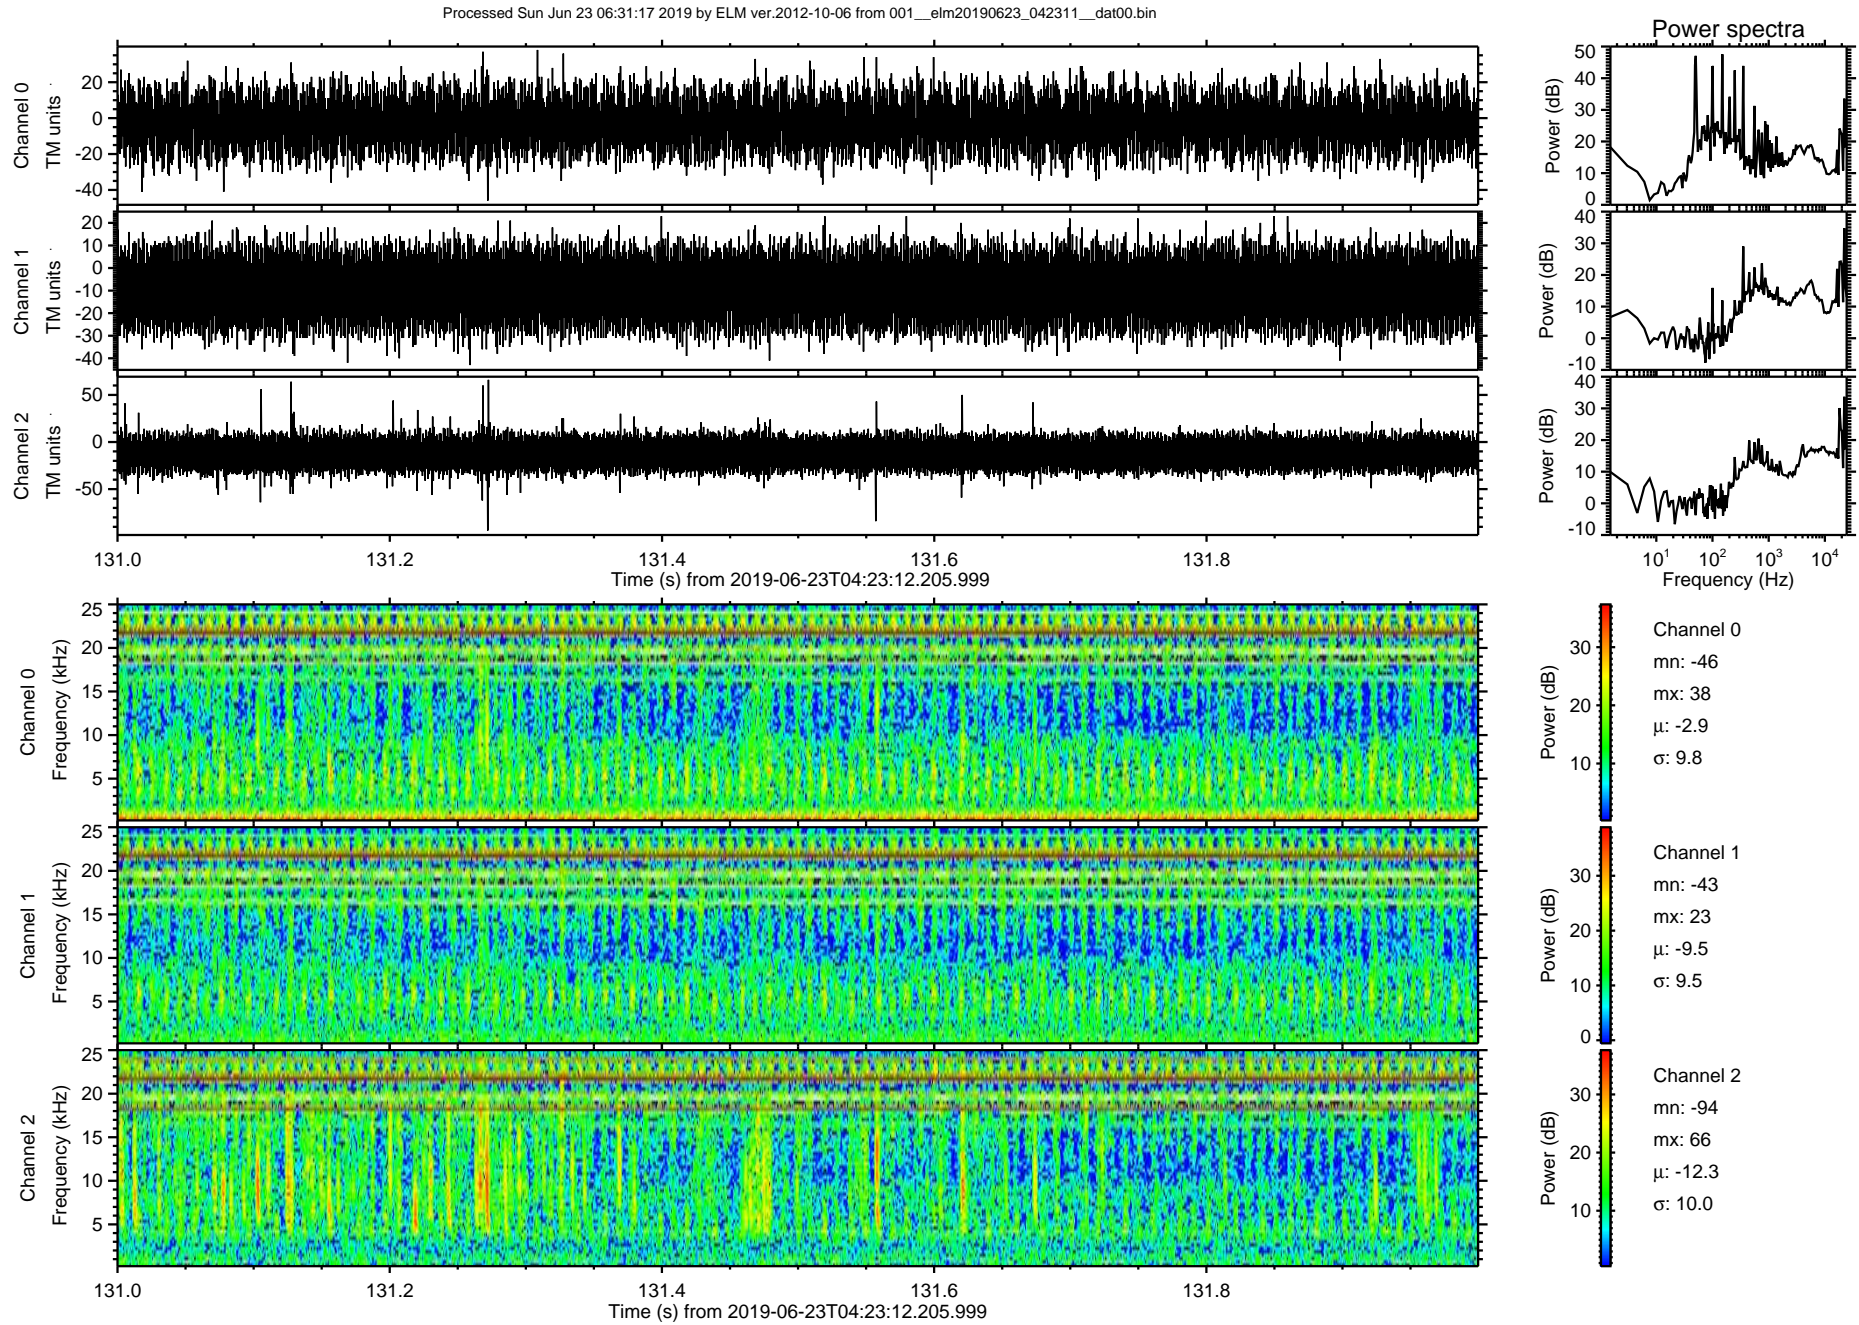 Processed Sun Jun 23 06:31:17 2019 by ELM ver.2012-10-06 from 001__elm20190623_042311__dat00.bin
Power spectra
Channel 0
TM units
20
0
-20
-40
Power (dB)
50
40
30
20
10
0
Channel 1
TM units
20
10
0
-10
-20
-30
-40
Power (dB)
40
30
20
10
0
-10
Channel 2
TM units
50
0
-50
Power (dB)
40
30
20
10
0
-10
131.0 131.2 131.4 131.6 131.8
Time (s) from 2019-06-23T04:23:12.205.999
10¹ 10² 10³ 10⁴
Frequency (Hz)
Channel 0
Frequency (kHz)
25
20
15
10
5
Power (dB)
30
20
10
Channel 0
mn: -46
mx: 38
μ: -2.9
σ: 9.8
Channel 1
Frequency (kHz)
25
20
15
10
5
Power (dB)
30
20
10
0
Channel 1
mn: -43
mx: 23
μ: -9.5
σ: 9.5
Channel 2
Frequency (kHz)
25
20
15
10
5
Power (dB)
30
20
10
Channel 2
mn: -94
mx: 66
μ: -12.3
σ: 10.0
131.0 131.2 131.4 131.6 131.8
Time (s) from 2019-06-23T04:23:12.205.999